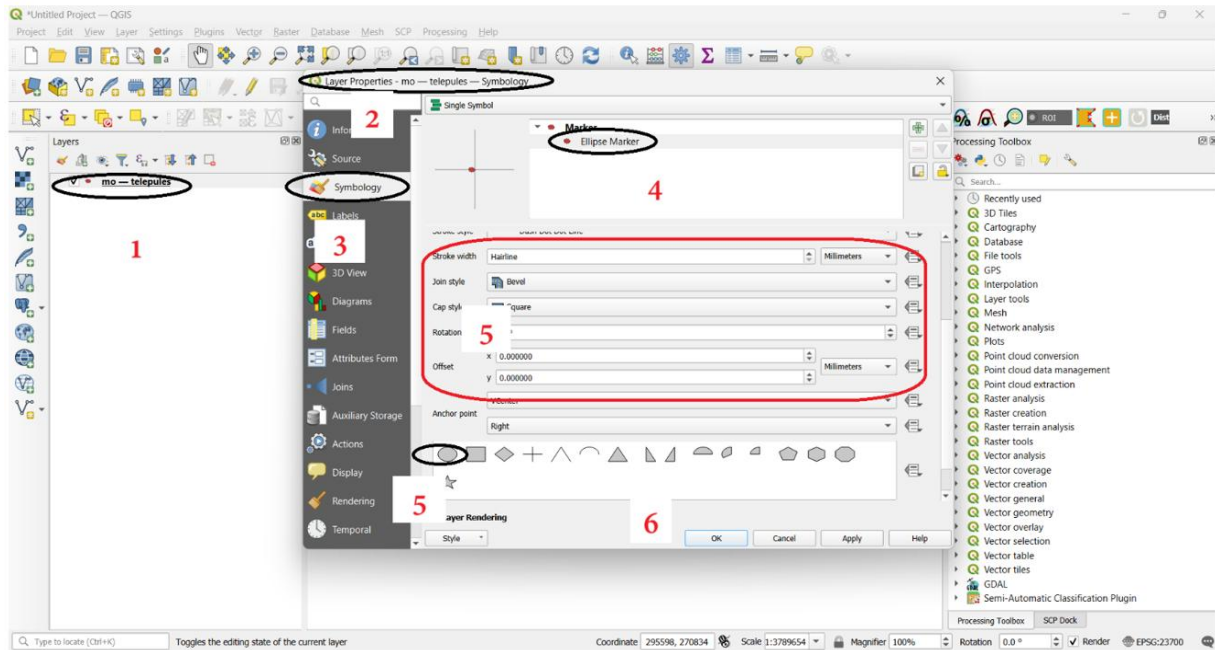 *Untitled Project — QGIS
Project Edit View Layer Settings Plugins Vector Raster Database Mesh SCP Processing Help
Layer Properties - mo — telepules — Symbology
Single Symbol
2
Marker
Ellipse Marker
4
Source
Symbology
Labels
3
3D View
Diagrams
Fields
Attributes Form
Joins
Auxiliary Storage
Actions
Display
Rendering
Temporal
Stroke width Hairline Millimeters
Join style Bevel
Cap style Square
Rotation
5
Offset x 0.000000 Millimeters
y 0.000000
Anchor point VCenter
Right
5
Layer Rendering
6
Style OK Cancel Apply Help
Layers
mo — telepules
1
ROI
Dist
Processing Toolbox
Search...
Recently used
3D Tiles
Cartography
Database
File tools
GPS
Interpolation
Layer tools
Mesh
Network analysis
Plots
Point cloud conversion
Point cloud data management
Point cloud extraction
Raster analysis
Raster creation
Raster terrain analysis
Raster tools
Vector analysis
Vector coverage
Vector creation
Vector general
Vector geometry
Vector overlay
Vector selection
Vector table
Vector tiles
GDAL
Semi-Automatic Classification Plugin
Processing Toolbox SCP Dock
Type to locate (Ctrl+K) Toggles the editing state of the current layer Coordinate 295598, 270834 Scale 1:3789654 Magnifier 100% Rotation 0.0 ° Render EPSG:23700